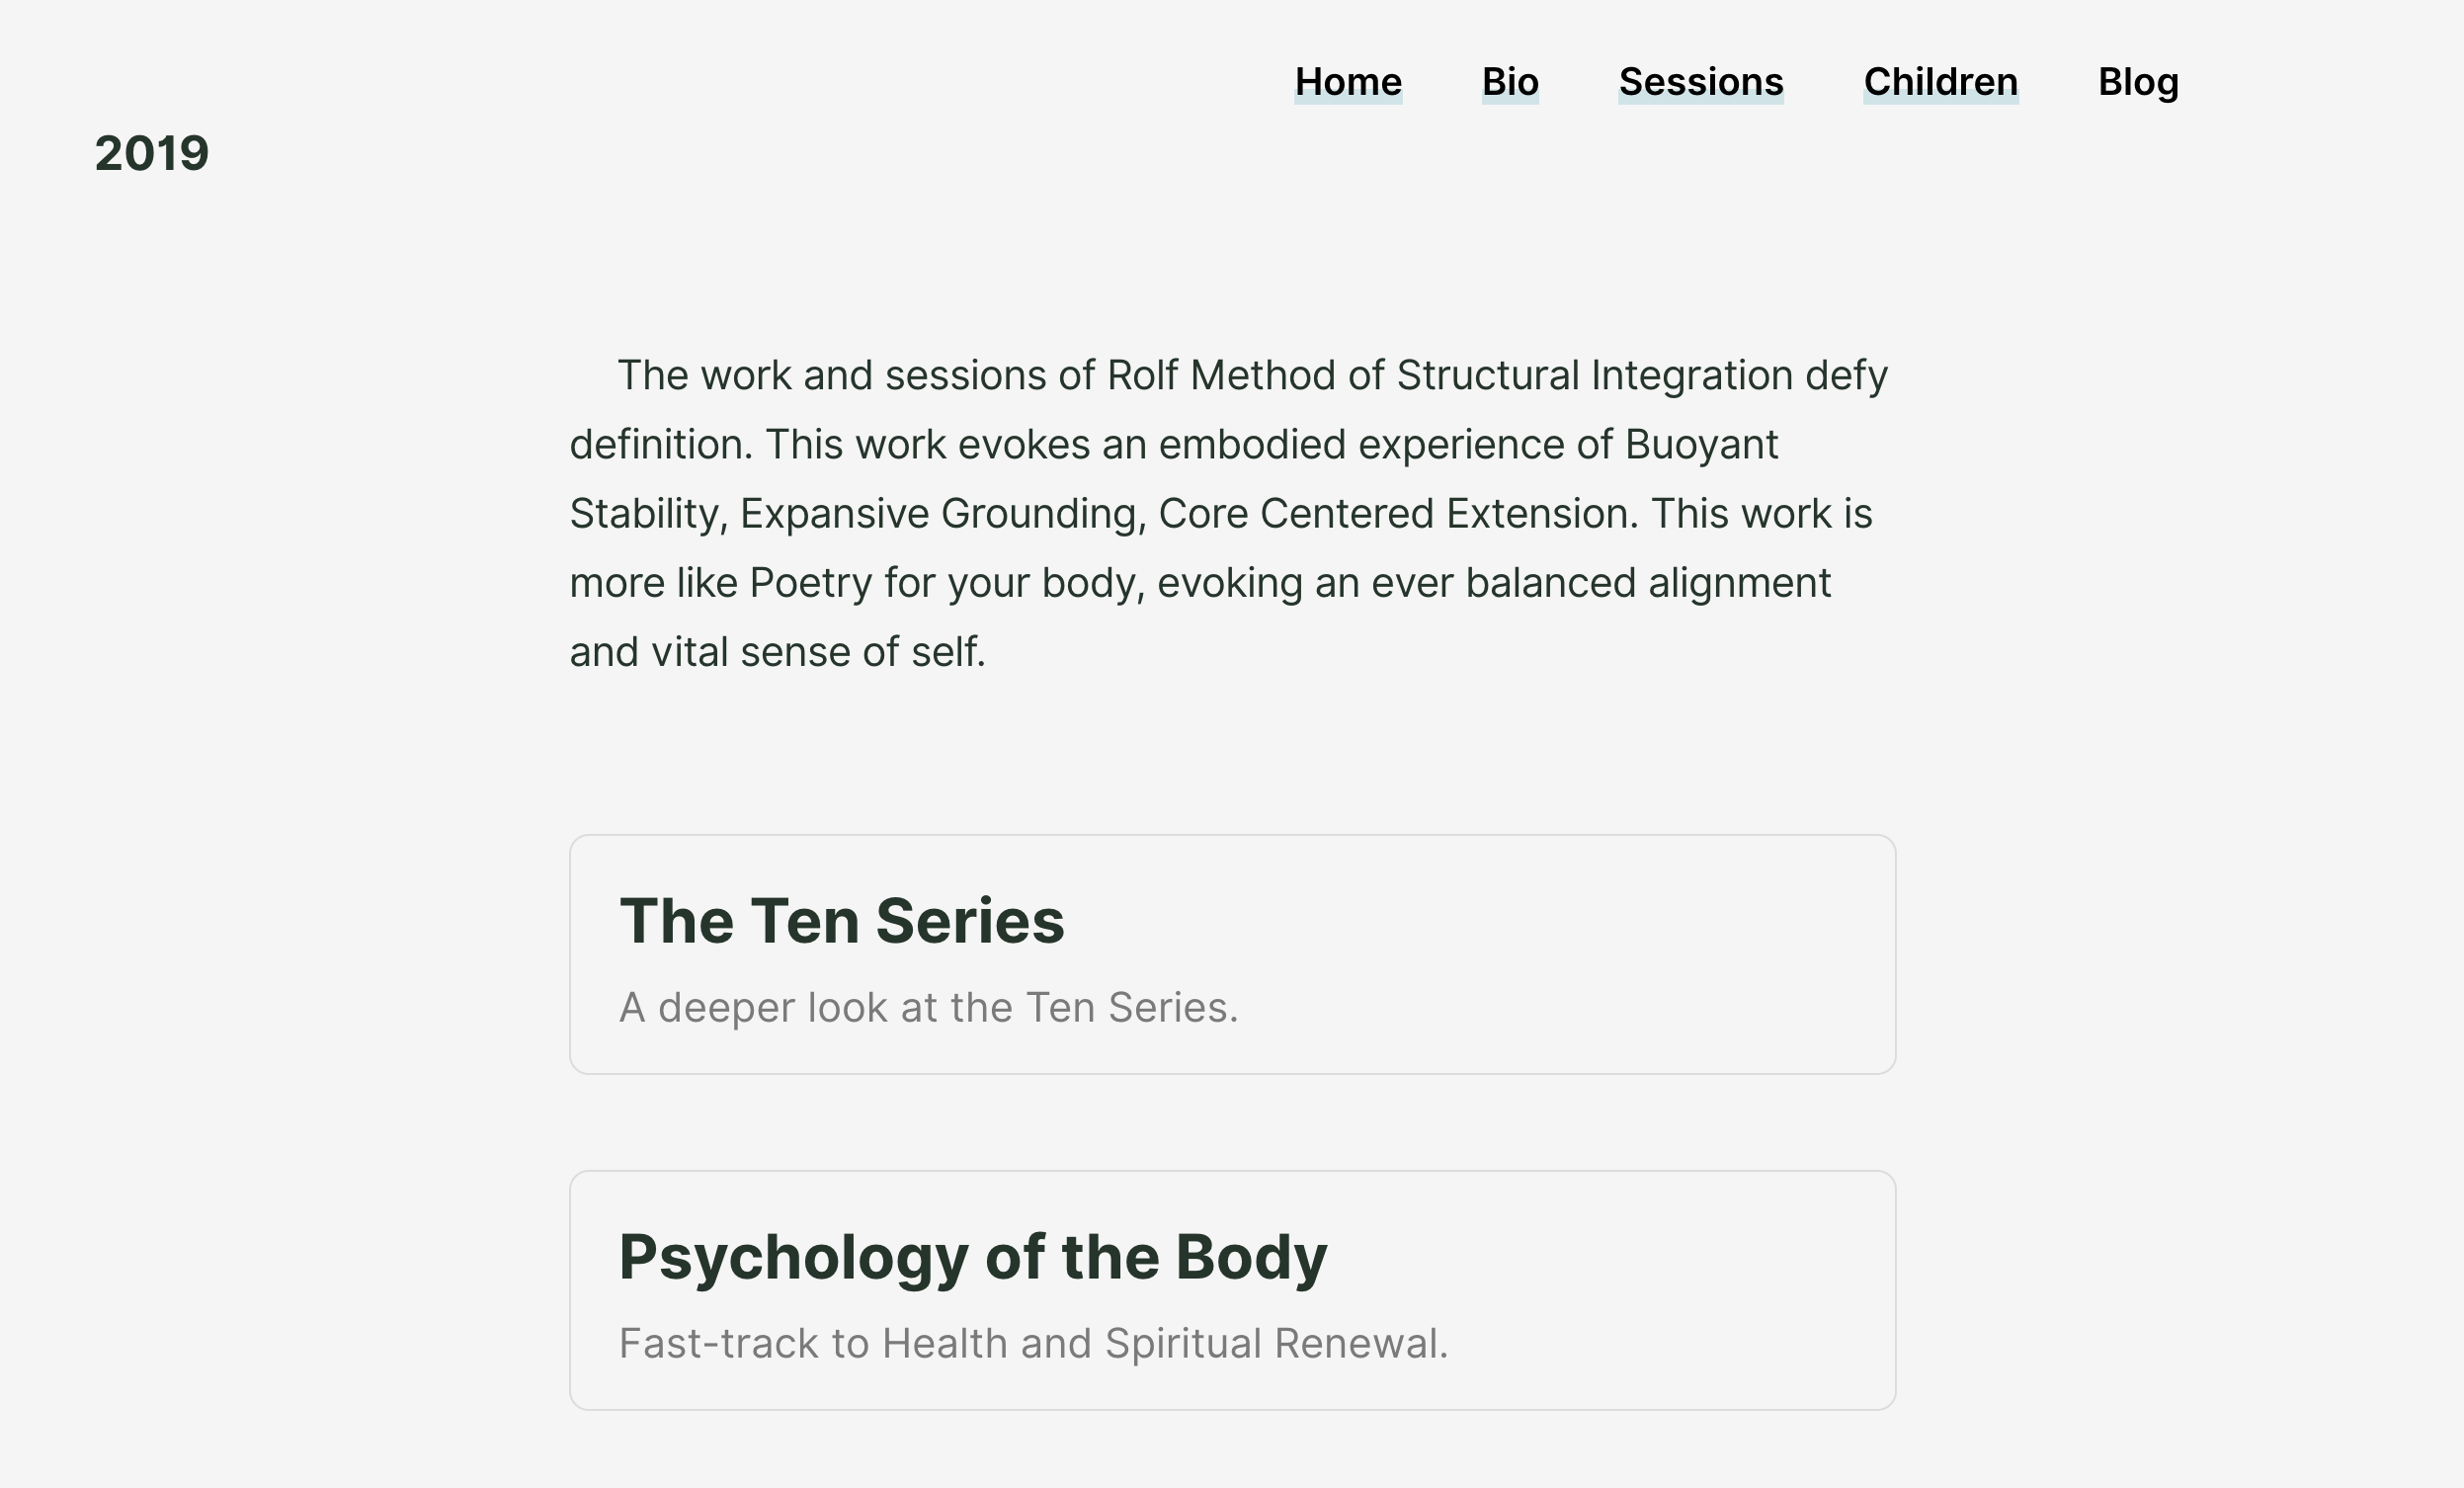 Home Bio Sessions Children Blog
2019
The work and sessions of Rolf Method of Structural Integration defy
definition. This work evokes an embodied experience of Buoyant
Stability, Expansive Grounding, Core Centered Extension. This work is
more like Poetry for your body, evoking an ever balanced alignment
and vital sense of self.
The Ten Series
A deeper look at the Ten Series.
Psychology of the Body
Fast-track to Health and Spiritual Renewal.